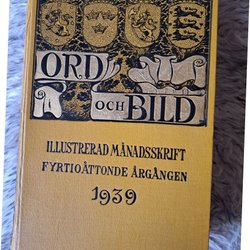 ORD
OCH BILD
ILLUSTRERAD MÅNADSSKRIFT
FYRTIOÅTTONDE ÅRGÅNGEN
1939